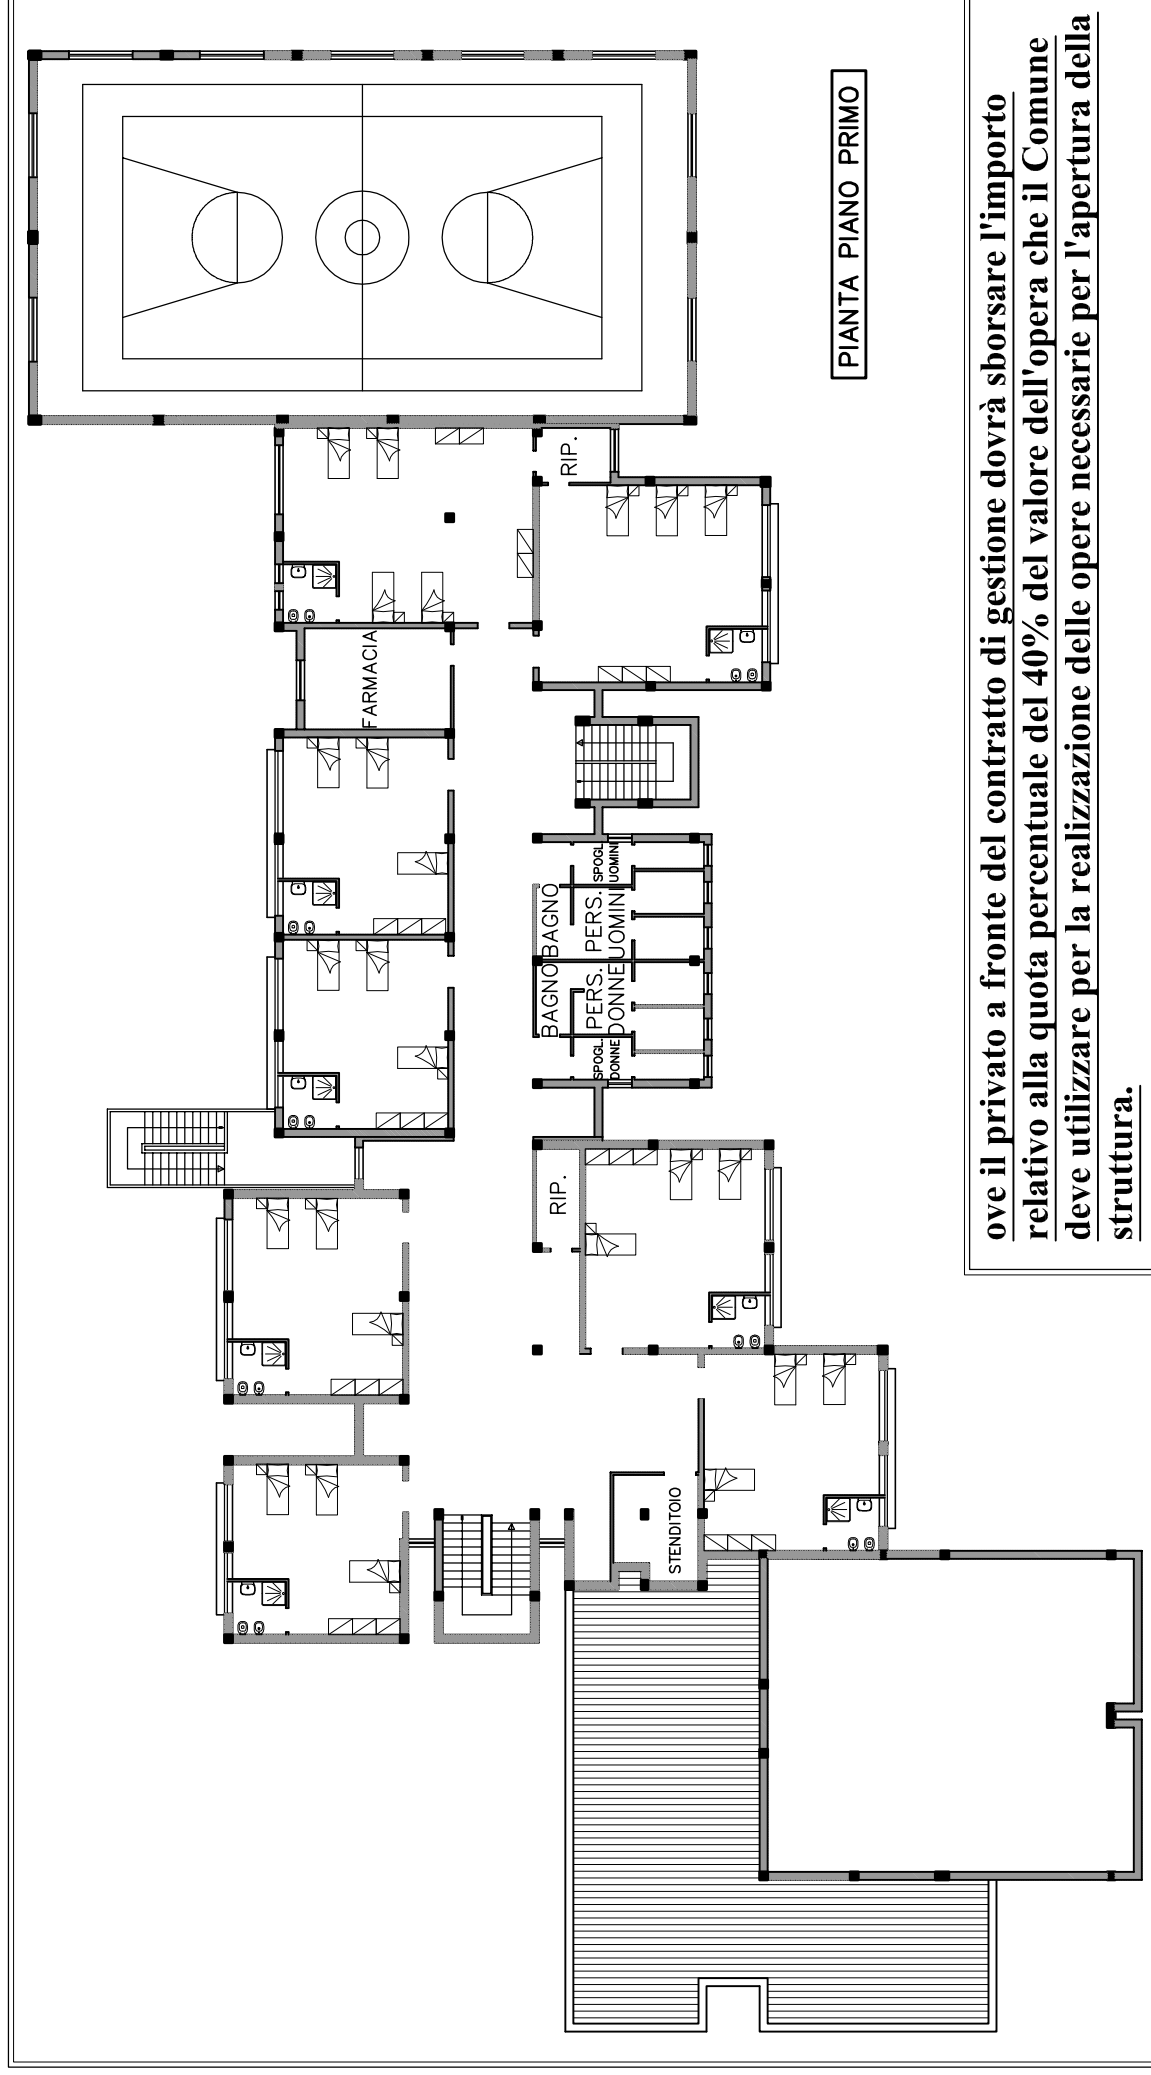 PIANTA PIANO PRIMO
RIP.
FARMACIA
SPOGL.
UOMINI
BAGNO
PERS.
UOMINI
BAGNO
PERS.
DONNE
SPOGL.
DONNE
RIP.
STENDITOIO
ove il privato a fronte del contratto di gestione dovrà sborsare l'importo
relativo alla quota percentuale del 40% del valore dell'opera che il Comune
deve utilizzare per la realizzazione delle opere necessarie per l'apertura della
struttura.